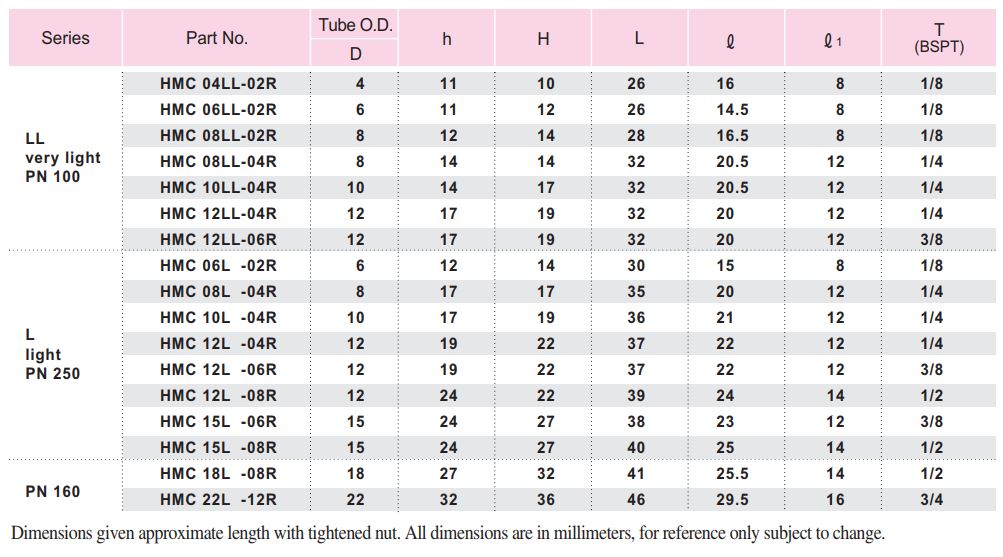 Series Part No. Tube O.D. D h H L ℓ ℓ1 T (BSPT)
LL very light PN 100
HMC 04LL-02R 4 11 10 26 16 8 1/8
HMC 06LL-02R 6 11 12 26 14.5 8 1/8
HMC 08LL-02R 8 12 14 28 16.5 8 1/8
HMC 08LL-04R 8 14 14 32 20.5 12 1/4
HMC 10LL-04R 10 14 17 32 20.5 12 1/4
HMC 12LL-04R 12 17 19 32 20 12 1/4
HMC 12LL-06R 12 17 19 32 20 12 3/8
L light PN 250
HMC 06L -02R 6 12 14 30 15 8 1/8
HMC 08L -04R 8 17 17 35 20 12 1/4
HMC 10L -04R 10 17 19 36 21 12 1/4
HMC 12L -04R 12 19 22 37 22 12 1/4
HMC 12L -06R 12 19 22 37 22 12 3/8
HMC 12L -08R 12 24 22 39 24 14 1/2
HMC 15L -06R 15 24 27 38 23 12 3/8
HMC 15L -08R 15 24 27 40 25 14 1/2
PN 160
HMC 18L -08R 18 27 32 41 25.5 14 1/2
HMC 22L -12R 22 32 36 46 29.5 16 3/4
Dimensions given approximate length with tightened nut. All dimensions are in millimeters, for reference only subject to change.